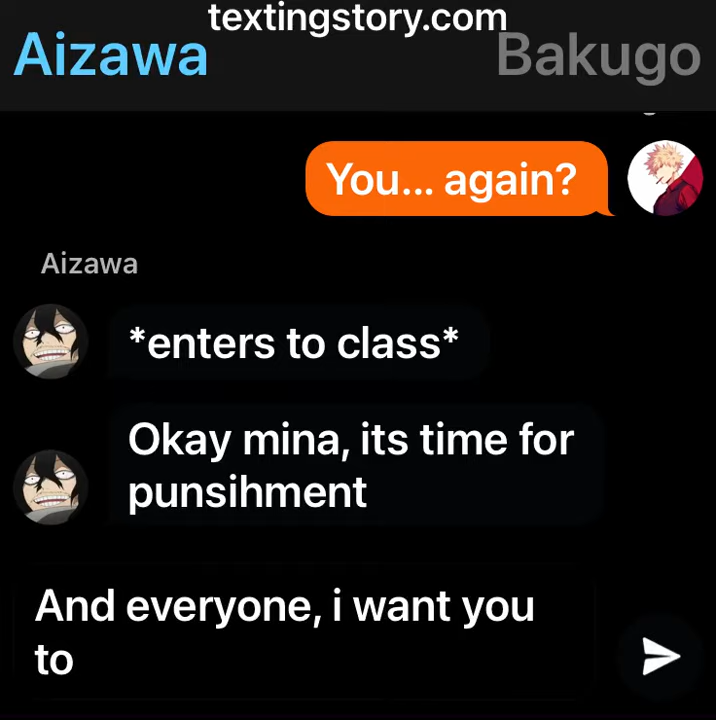 textingstory.com
Aizawa
Bakugo
You... again?
Aizawa
*enters to class*
Okay mina, its time for
punsihment
And everyone, i want you
to